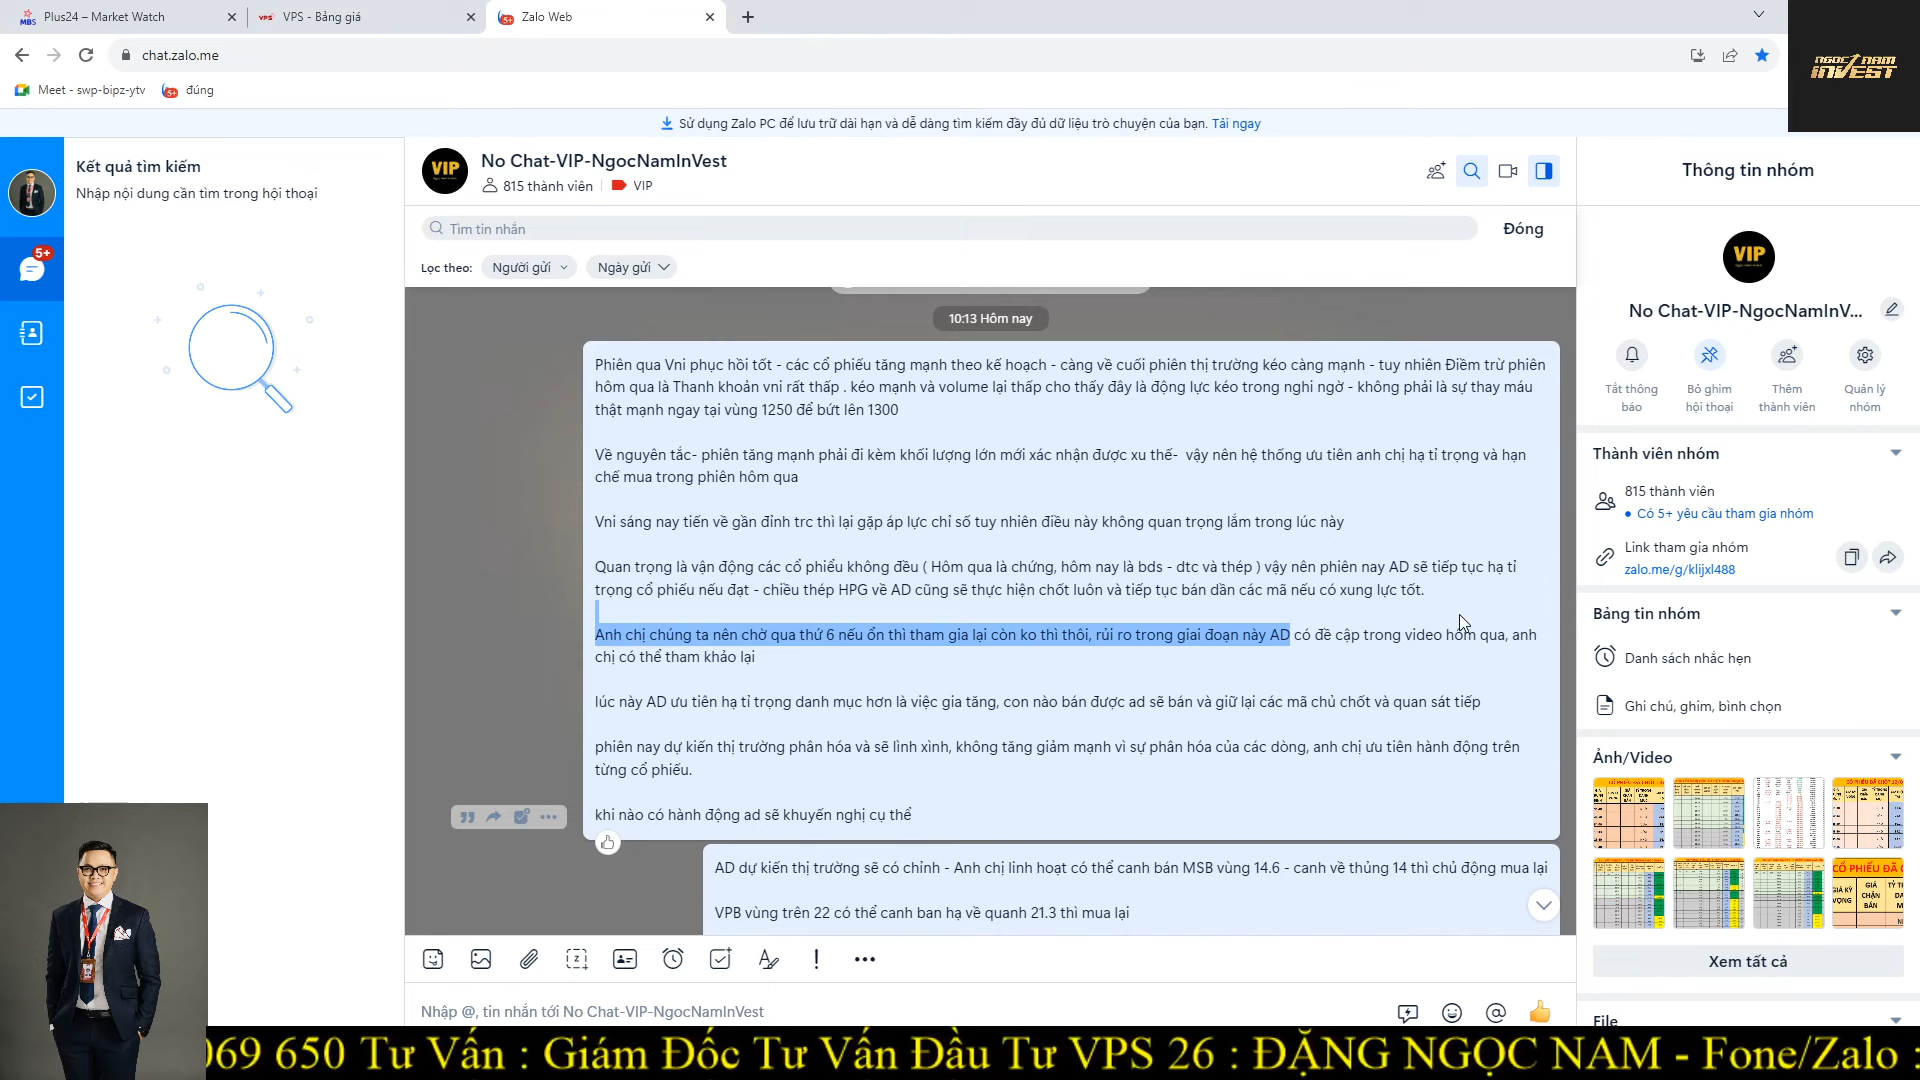 Plus24 – Market Watch
VPS - Bảng giá
Zalo Web
chat.zalo.me
NGOC NAM
INVEST
Meet - swp-bipz-ytv
đúng
Sử dụng Zalo PC để lưu trữ dài hạn và dễ dàng tìm kiếm đầy đủ dữ liệu trò chuyện của bạn. Tải ngay
Kết quả tìm kiếm
Nhập nội dung cần tìm trong hội thoại
5+
VIP
No Chat-VIP-NgocNamInVest
815 thành viên
VIP
Tìm tin nhắn
Đóng
Lọc theo:
Người gửi
Ngày gửi
10:13 Hôm nay
Phiên qua Vni phục hồi tốt - các cổ phiếu tăng mạnh theo kế hoạch - càng về cuối phiên thị trường kéo càng mạnh - tuy nhiên Điềm trừ phiên
hôm qua là Thanh khoản vni rất thấp . kéo mạnh và volume lại thấp cho thấy đây là động lực kéo trong nghi ngờ - không phải là sự thay máu
thật mạnh ngay tại vùng 1250 để bứt lên 1300
Về nguyên tắc- phiên tăng mạnh phải đi kèm khối lượng lớn mới xác nhận được xu thế- vậy nên hệ thống ưu tiên anh chị hạ tỉ trọng và hạn
chế mua trong phiên hôm qua
Vni sáng nay tiến về gần đỉnh trc thì lại gặp áp lực chỉ số tuy nhiên điều này không quan trọng lắm trong lúc này
Quan trọng là vận động các cổ phiếu không đều ( Hôm qua là chứng, hôm nay là bds - dtc và thép ) vậy nên phiên nay AD sẽ tiếp tục hạ tỉ
trọng cổ phiếu nếu đạt - chiều thép HPG về AD cũng sẽ thực hiện chốt luôn và tiếp tục bán dần các mã nếu có xung lực tốt.
Anh chị chúng ta nên chờ qua thứ 6 nếu ổn thì tham gia lại còn ko thì thôi, rủi ro trong giai đoạn này AD có đề cập trong video hôm qua, anh
chị có thể tham khảo lại
lúc này AD ưu tiên hạ tỉ trọng danh mục hơn là việc gia tăng, con nào bán được ad sẽ bán và giữ lại các mã chủ chốt và quan sát tiếp
phiên nay dự kiến thị trường phân hóa và sẽ lình xình, không tăng giảm mạnh vì sự phân hóa của các dòng, anh chị ưu tiên hành động trên
từng cổ phiếu.
khi nào có hành động ad sẽ khuyến nghị cụ thể
AD dự kiến thị trường sẽ có chỉnh - Anh chị linh hoạt có thể canh bán MSB vùng 14.6 - canh về thủng 14 thì chủ động mua lại
VPB vùng trên 22 có thể canh ban hạ về quanh 21.3 thì mua lại
Nhập @, tin nhắn tới No Chat-VIP-NgocNamInVest
Thông tin nhóm
VIP
No Chat-VIP-NgocNamInV...
Tắt thông báo
Bỏ ghim hội thoại
Thêm thành viên
Quản lý nhóm
Thành viên nhóm
815 thành viên
Có 5+ yêu cầu tham gia nhóm
Link tham gia nhóm
zalo.me/g/klijxl488
Bảng tin nhóm
Danh sách nhắc hẹn
Ghi chú, ghim, bình chọn
Ảnh/Video
Xem tất cả
File
069 650 Tư Vấn : Giám Đốc Tư Vấn Đầu Tư VPS 26 : ĐẶNG NGỌC NAM - Fone/Zalo :